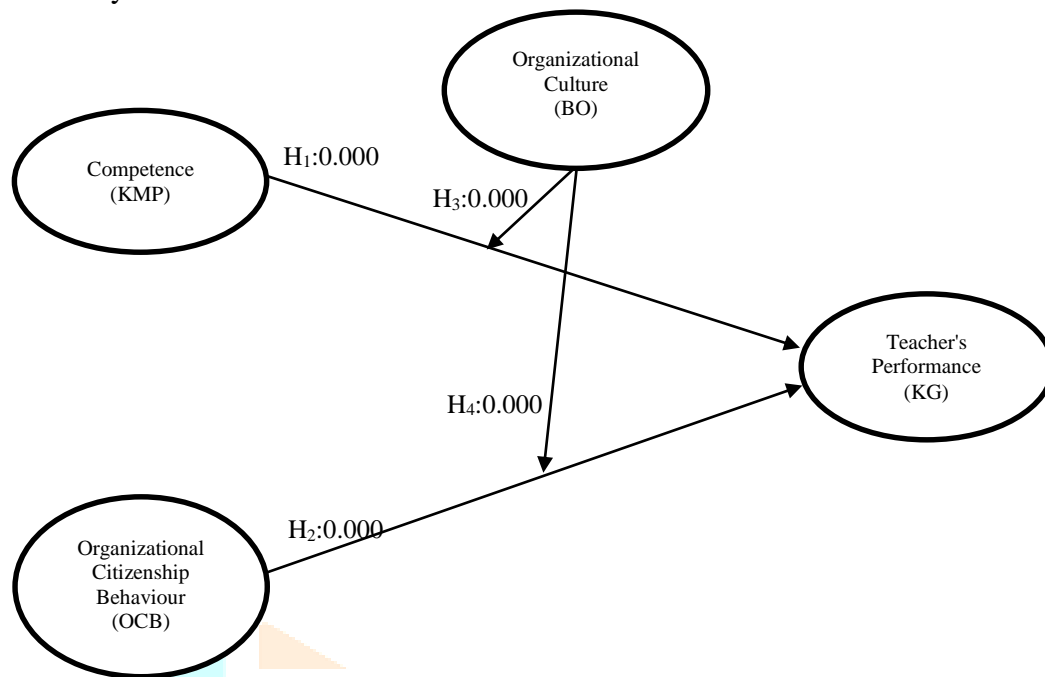 Organizational
Culture
(BO)
H₁:0.000
Competence
(KMP)
H₃:0.000
Teacher's
Performance
(KG)
H₄:0.000
H₂:0.000
Organizational
Citizenship
Behaviour
(OCB)